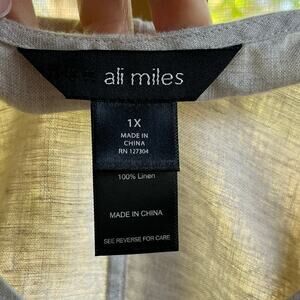 ali miles
1X
MADE IN
CHINA
RN 127304
100% Linen
MADE IN CHINA
SEE REVERSE FOR CARE